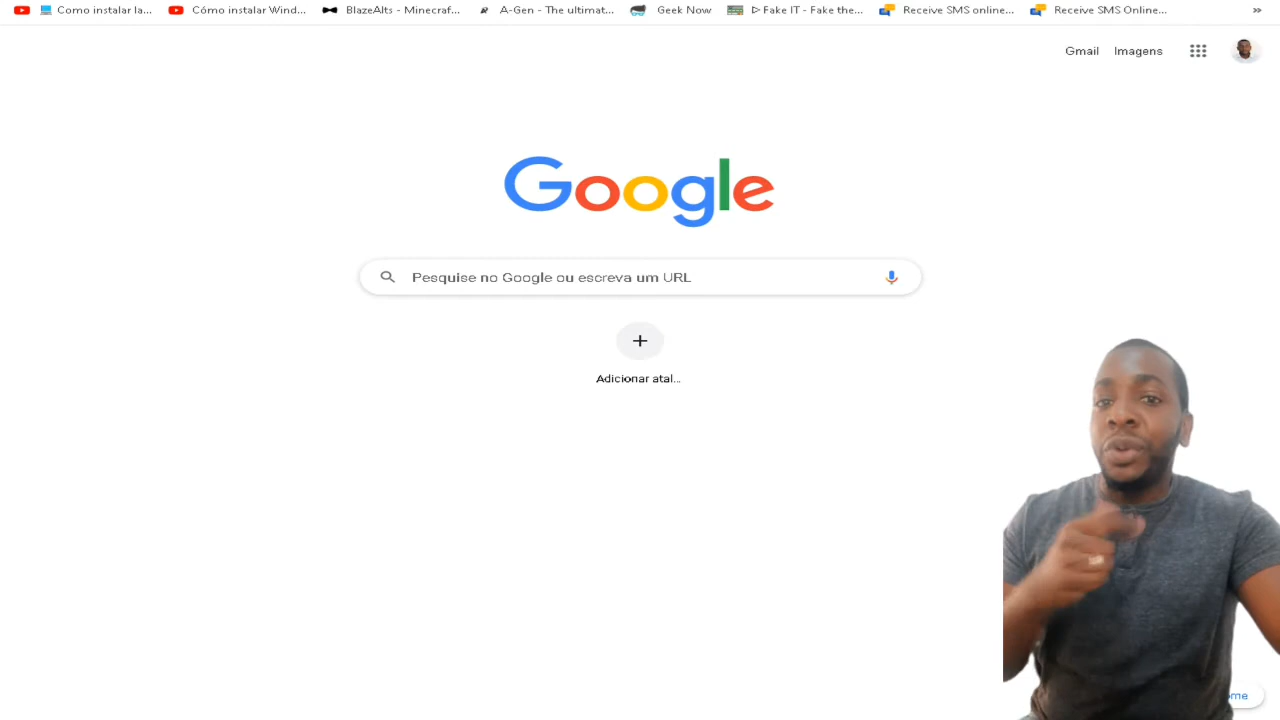 Como instalar la...
Cómo instalar Wind...
BlazeAlts - Minecraf...
A-Gen - The ultimat...
Geek Now
Fake IT - Fake the...
Receive SMS online...
Receive SMS Online...
»
Gmail
Imagens
Google
Pesquise no Google ou escreva um URL
+
Adicionar atal...